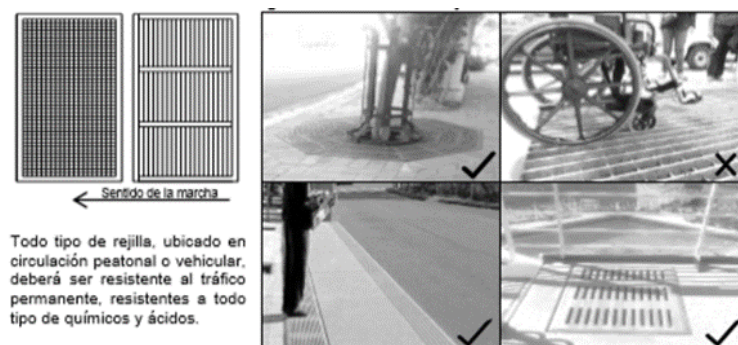 Sentido de la marcha
Todo tipo de rejilla, ubicado en
circulación peatonal o vehicular,
deberá ser resistente al tráfico
permanente, resistentes a todo
tipo de químicos y ácidos.